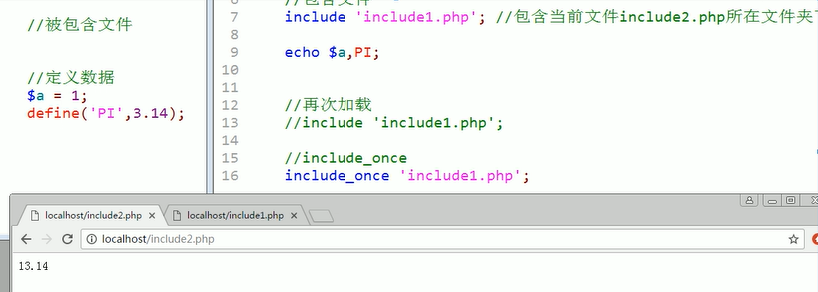 //被包含文件
//定义数据
$a = 1;
define('PI',3.14);
//包含文件
7 include 'include1.php'; //包含当前文件include2.php所在文件夹下
8
9 echo $a,PI;
10
11
12 //再次加载
13 //include 'include1.php';
14
15 //include_once
16 include_once 'include1.php';
localhost/include2.php
localhost/include1.php
localhost/include2.php
13.14